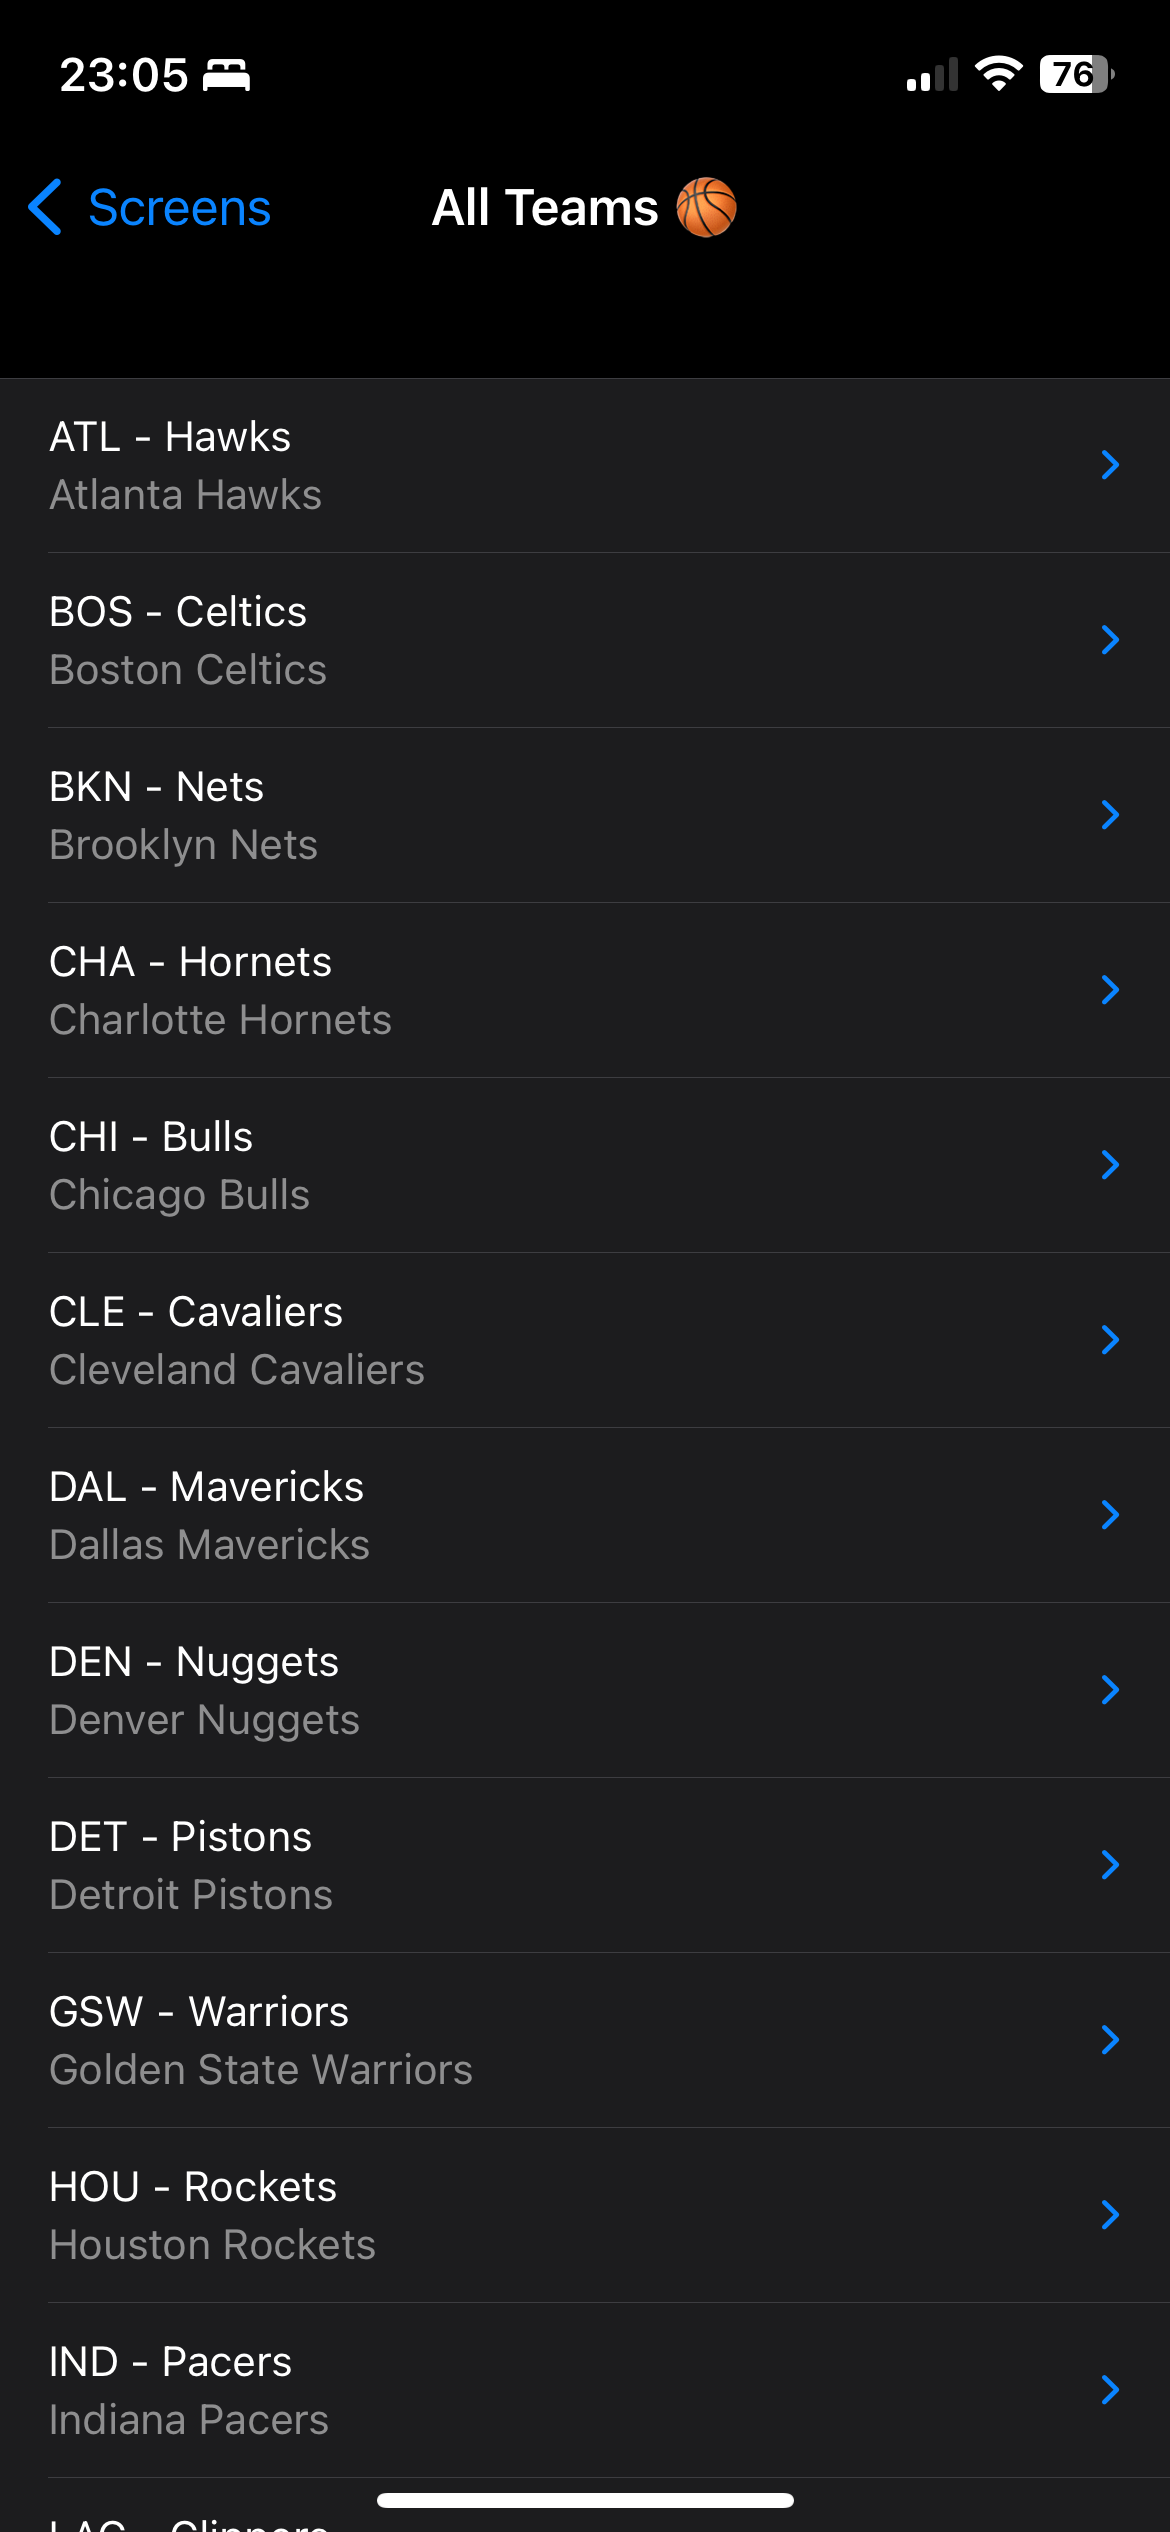 23:05
76
Screens
All Teams 🏀
ATL - Hawks
Atlanta Hawks
BOS - Celtics
Boston Celtics
BKN - Nets
Brooklyn Nets
CHA - Hornets
Charlotte Hornets
CHI - Bulls
Chicago Bulls
CLE - Cavaliers
Cleveland Cavaliers
DAL - Mavericks
Dallas Mavericks
DEN - Nuggets
Denver Nuggets
DET - Pistons
Detroit Pistons
GSW - Warriors
Golden State Warriors
HOU - Rockets
Houston Rockets
IND - Pacers
Indiana Pacers
Clippers